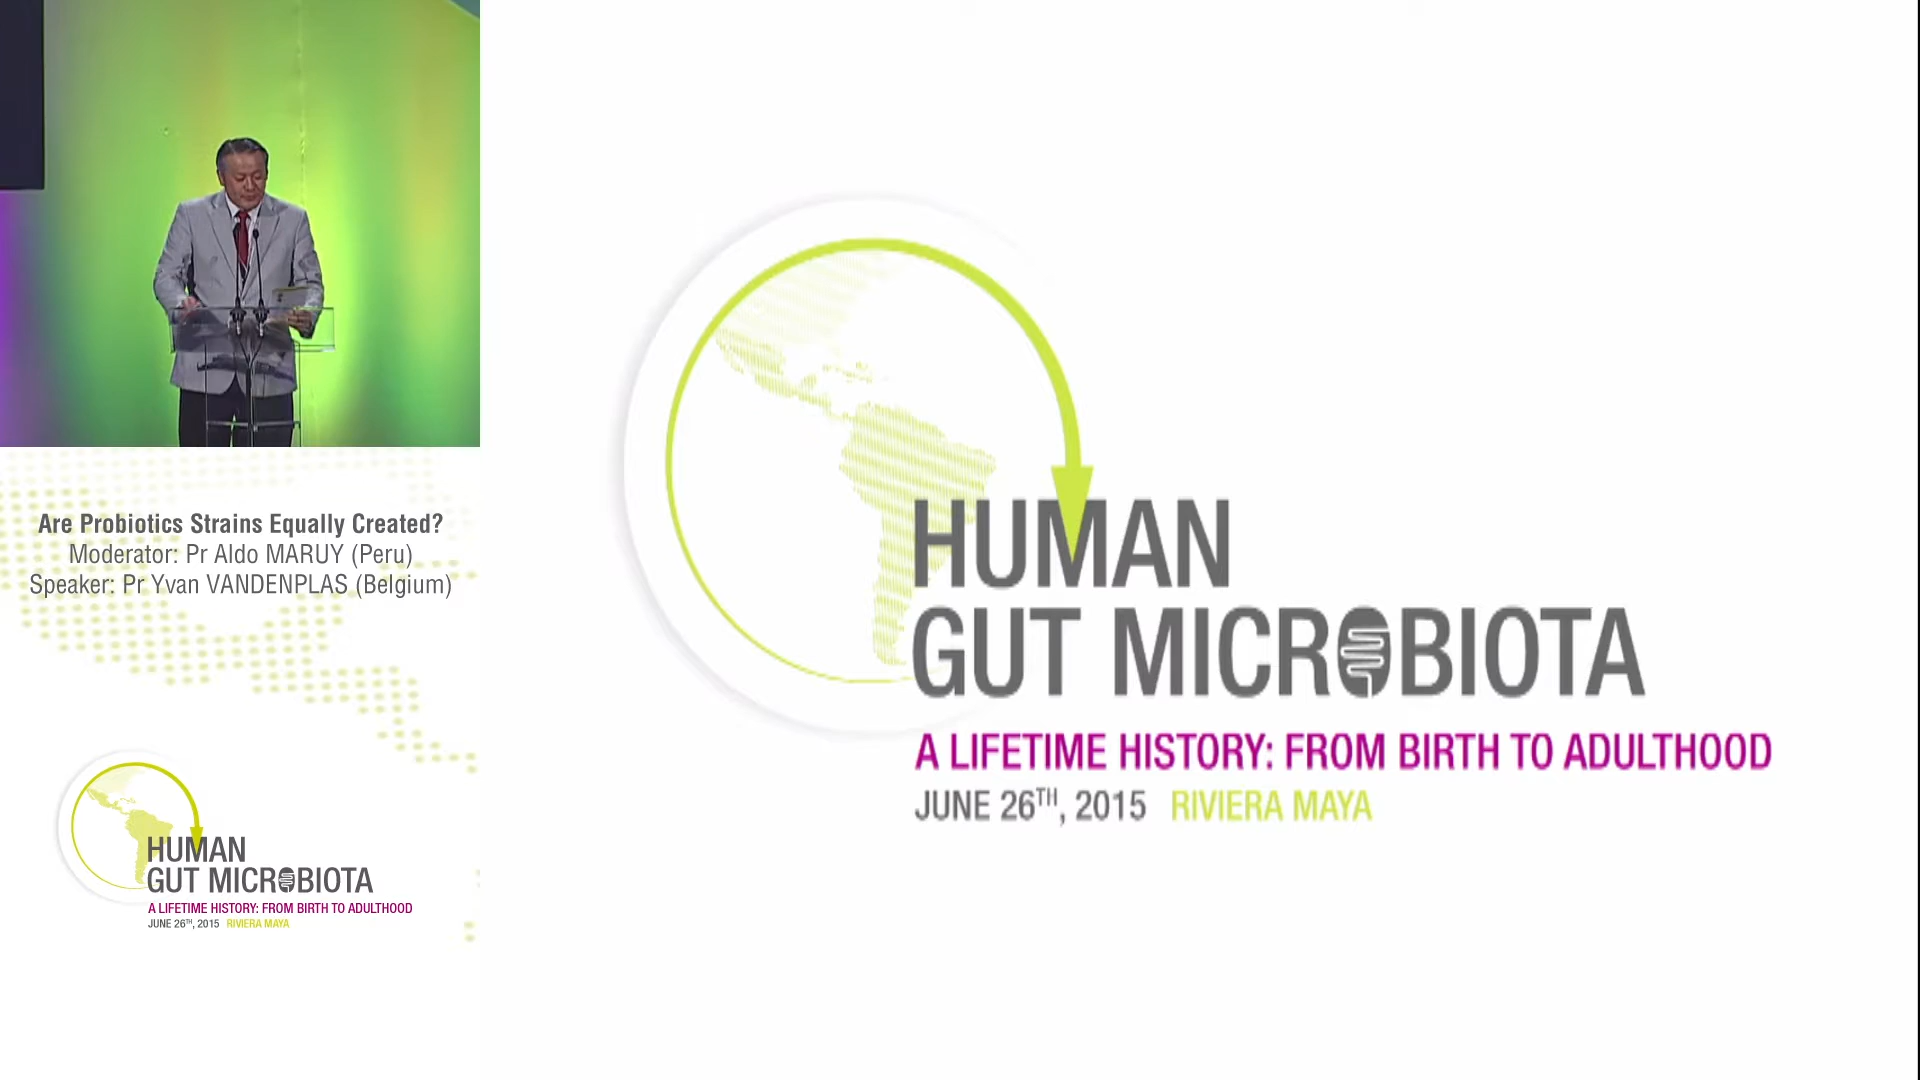 Are Probiotics Strains Equally Created?
Moderator: Pr Aldo MARUY (Peru)
Speaker: Pr Yvan VANDENPLAS (Belgium)
HUMAN
GUT MICROBIOTA
A LIFETIME HISTORY: FROM BIRTH TO ADULTHOOD
JUNE 26TH, 2015 RIVIERA MAYA
HUMAN
GUT MICROBIOTA
A LIFETIME HISTORY: FROM BIRTH TO ADULTHOOD
JUNE 26TH, 2015 RIVIERA MAYA